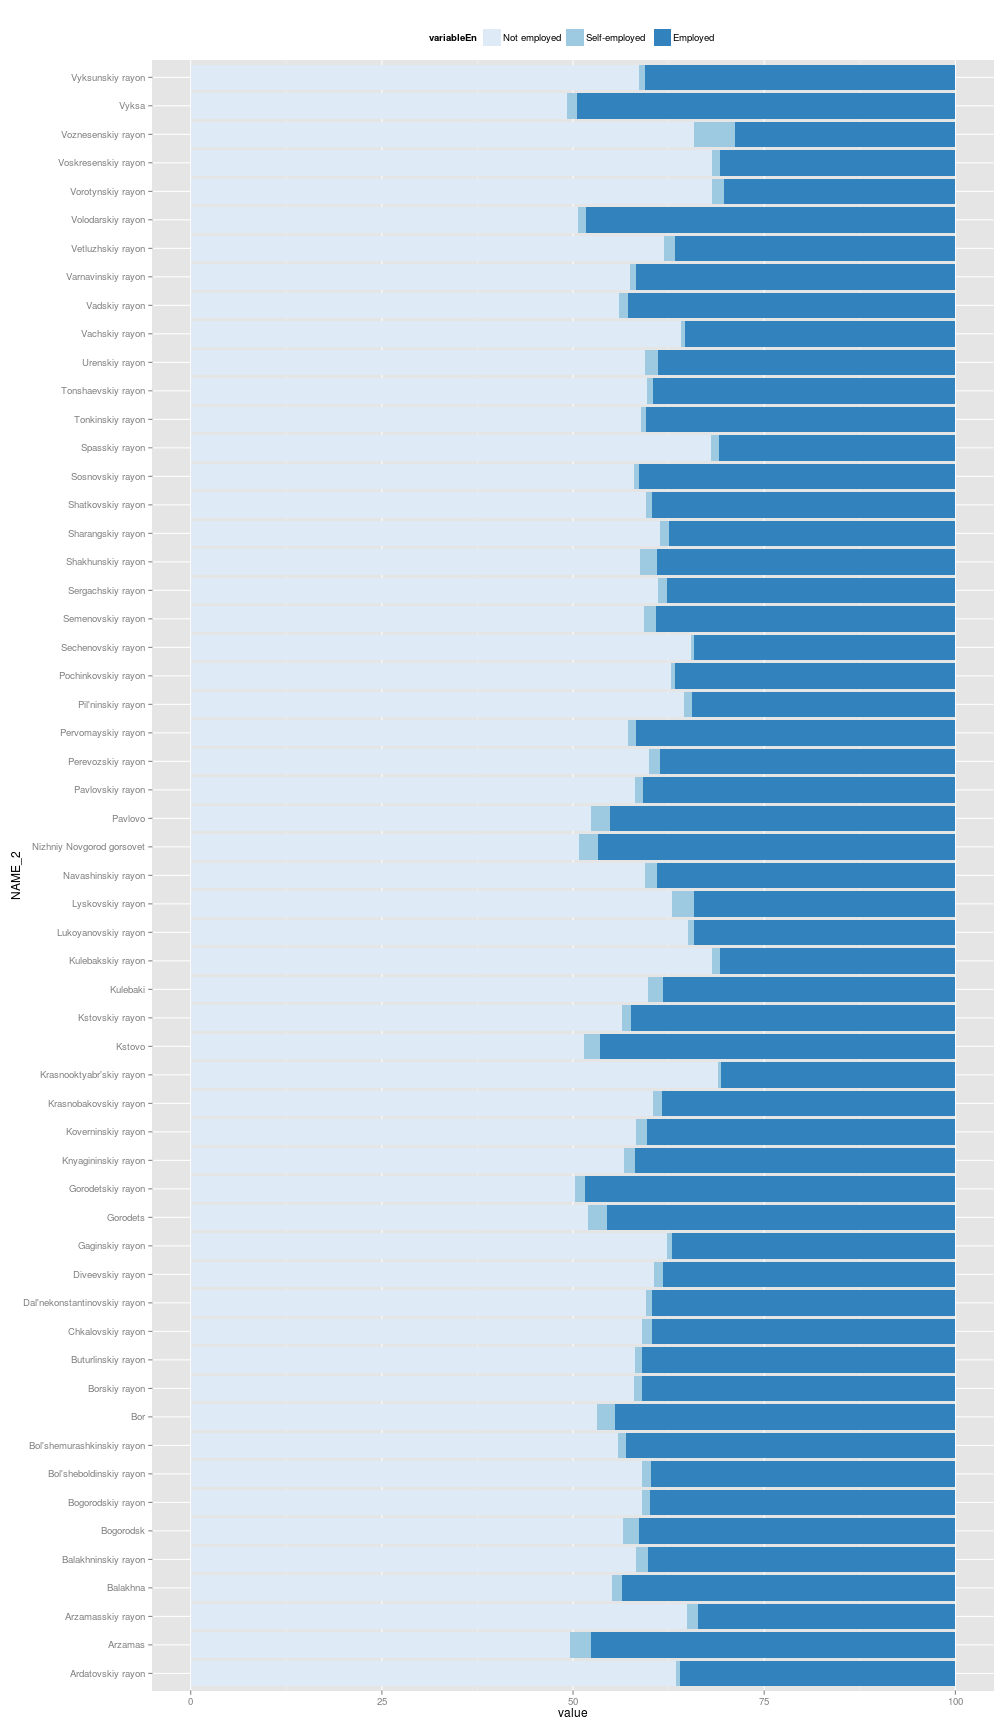 variableEn Not employed Self-employed Employed
Vyksunskiy rayon
Vyksa
Voznesenskiy rayon
Voskresenskiy rayon
Vorotynskiy rayon
Volodarskiy rayon
Vetluzhskiy rayon
Varnavinskiy rayon
Vadskiy rayon
Vachskiy rayon
Urenskiy rayon
Tonshaevskiy rayon
Tonkinskiy rayon
Spasskiy rayon
Sosnovskiy rayon
Shatkovskiy rayon
Sharangskiy rayon
Shakhunskiy rayon
Sergachskiy rayon
Semenovskiy rayon
Sechenovskiy rayon
Pochinkovskiy rayon
Pil'ninskiy rayon
Pervomayskiy rayon
Perevozskiy rayon
Pavlovskiy rayon
Pavlovo
Nizhniy Novgorod gorsovet
Navashinskiy rayon
Lyskovskiy rayon
Lukoyanovskiy rayon
Kulebakskiy rayon
Kulebaki
Kstovskiy rayon
Kstovo
Krasnooktyabr'skiy rayon
Krasnobakovskiy rayon
Koverninskiy rayon
Knyagininskiy rayon
Gorodetskiy rayon
Gorodets
Gaginskiy rayon
Diveevskiy rayon
Dal'nekonstantinovskiy rayon
Chkalovskiy rayon
Buturlinskiy rayon
Borskiy rayon
Bor
Bol'shemurashkinskiy rayon
Bol'sheboldinskiy rayon
Bogorodskiy rayon
Bogorodsk
Balakhninskiy rayon
Balakhna
Arzamasskiy rayon
Arzamas
Ardatovskiy rayon
NAME_2
0 25 50 75 100
value